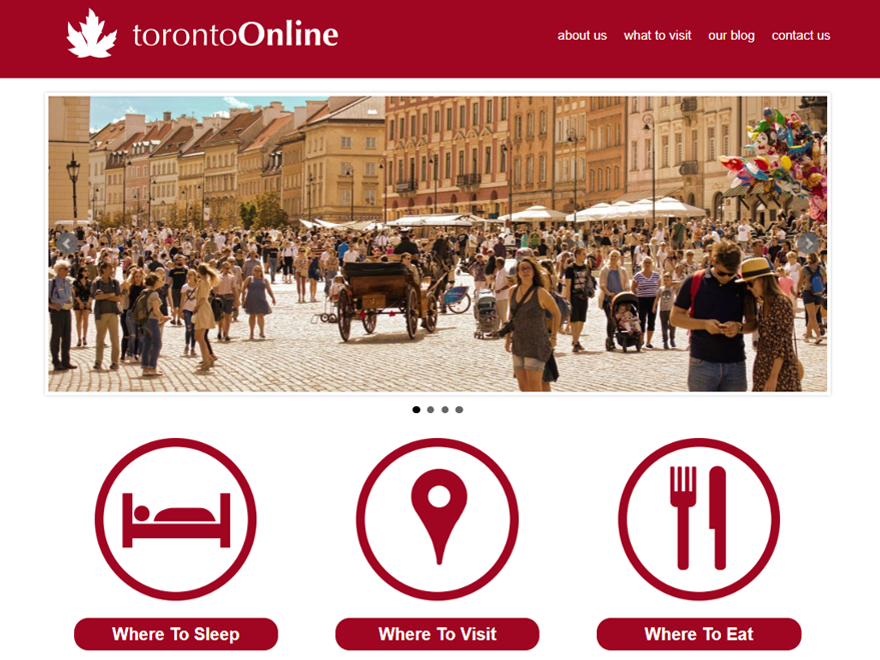 torontoOnline
about us what to visit our blog contact us
Where To Sleep Where To Visit Where To Eat